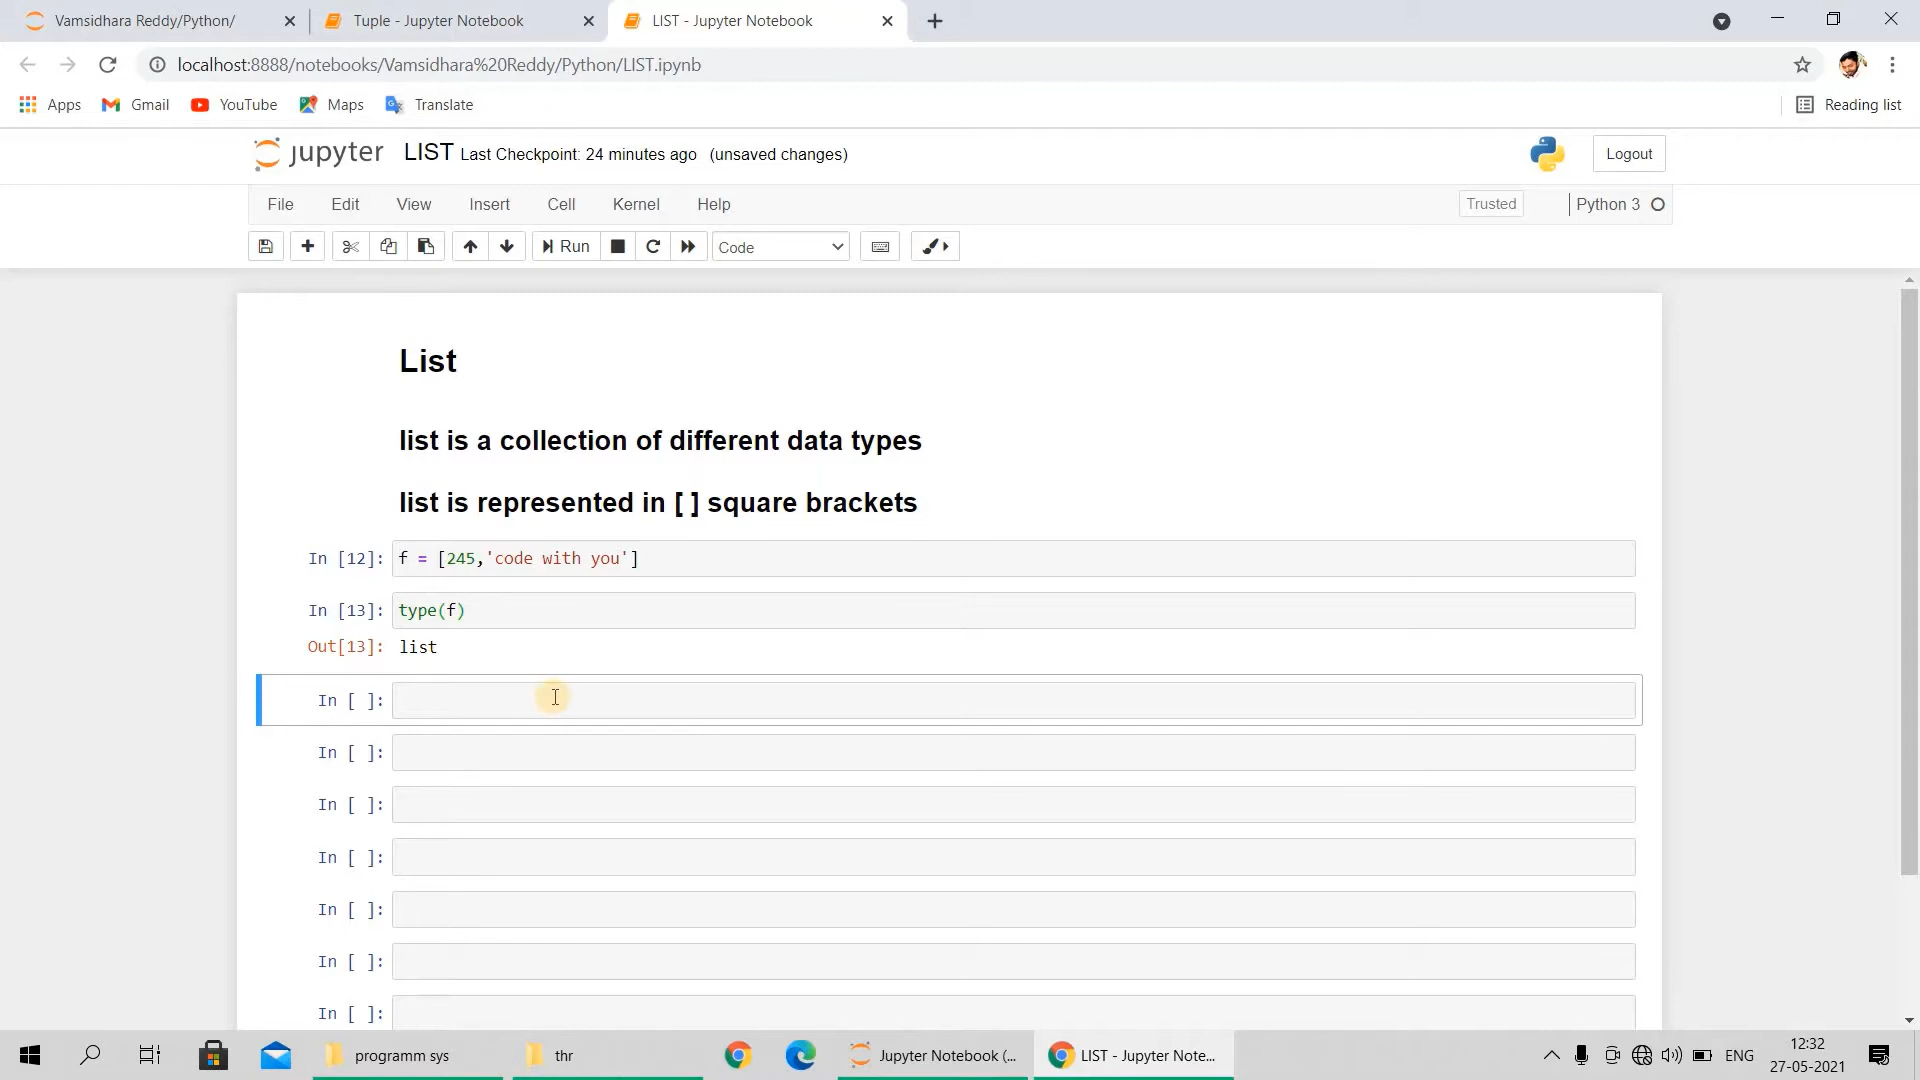 Vamsidhara Reddy/Python/
Tuple - Jupyter Notebook
LIST - Jupyter Notebook
localhost:8888/notebooks/Vamsidhara%20Reddy/Python/LIST.ipynb
Apps Gmail YouTube Maps Translate Reading list
jupyter LIST Last Checkpoint: 24 minutes ago (unsaved changes) Logout
File Edit View Insert Cell Kernel Help Trusted Python 3
Run Code
List
list is a collection of different data types
list is represented in [ ] square brackets
In [12]: f = [245,'code with you']
In [13]: type(f)
Out[13]: list
In [ ]:
In [ ]:
In [ ]:
In [ ]:
In [ ]:
In [ ]:
In [ ]:
programm sys thr Jupyter Notebook (... LIST - Jupyter Note... ENG 12:32
27-05-2021